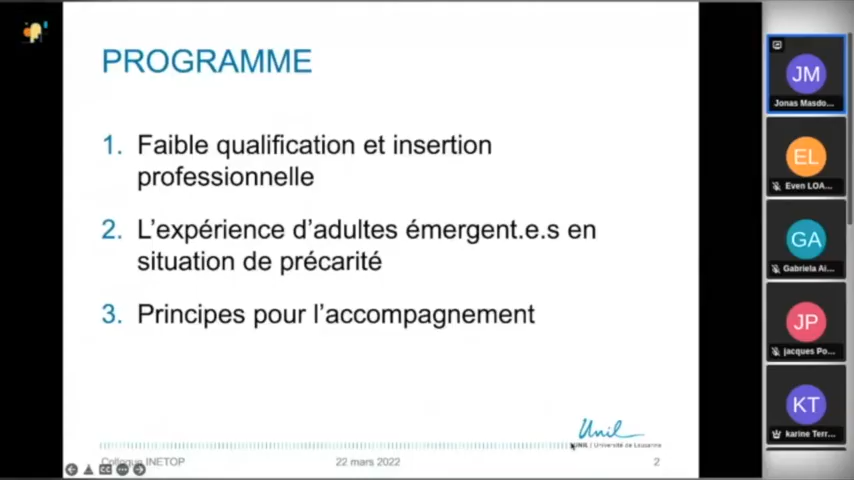 PROGRAMME
1. Faible qualification et insertion
professionnelle
2. L'expérience d'adultes émergent.e.s en
situation de précarité
3. Principes pour l'accompagnement
Unil
UNIL | Université de Lausanne
Colloque INETOP
22 mars 2022
2
JM
Jonas Masdo...
EL
Even LOA...
GA
Gabriela Ai...
JP
jacques Po...
KT
karine Terr...